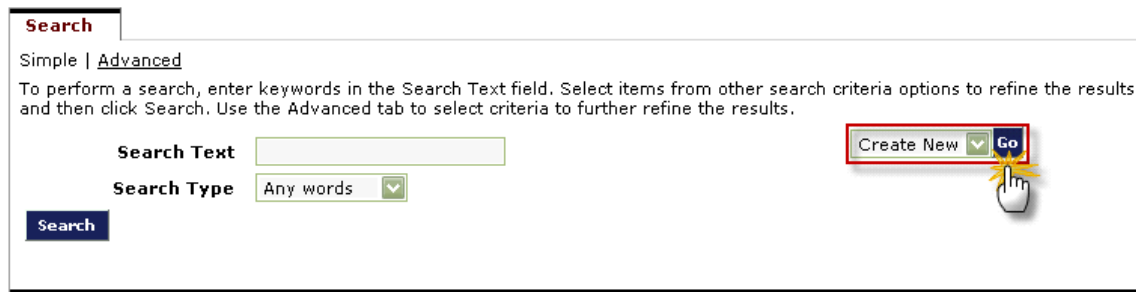 Search
Simple | Advanced
To perform a search, enter keywords in the Search Text field. Select items from other search criteria options to refine the results
and then click Search. Use the Advanced tab to select criteria to further refine the results.
Search Text
Create New Go
Search Type Any words
Search